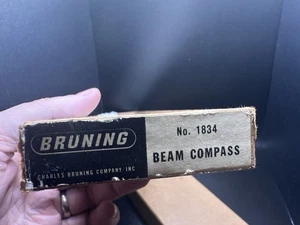 BRUNING
CHARLES BRUNING COMPANY, INC
No. 1834
BEAM COMPASS